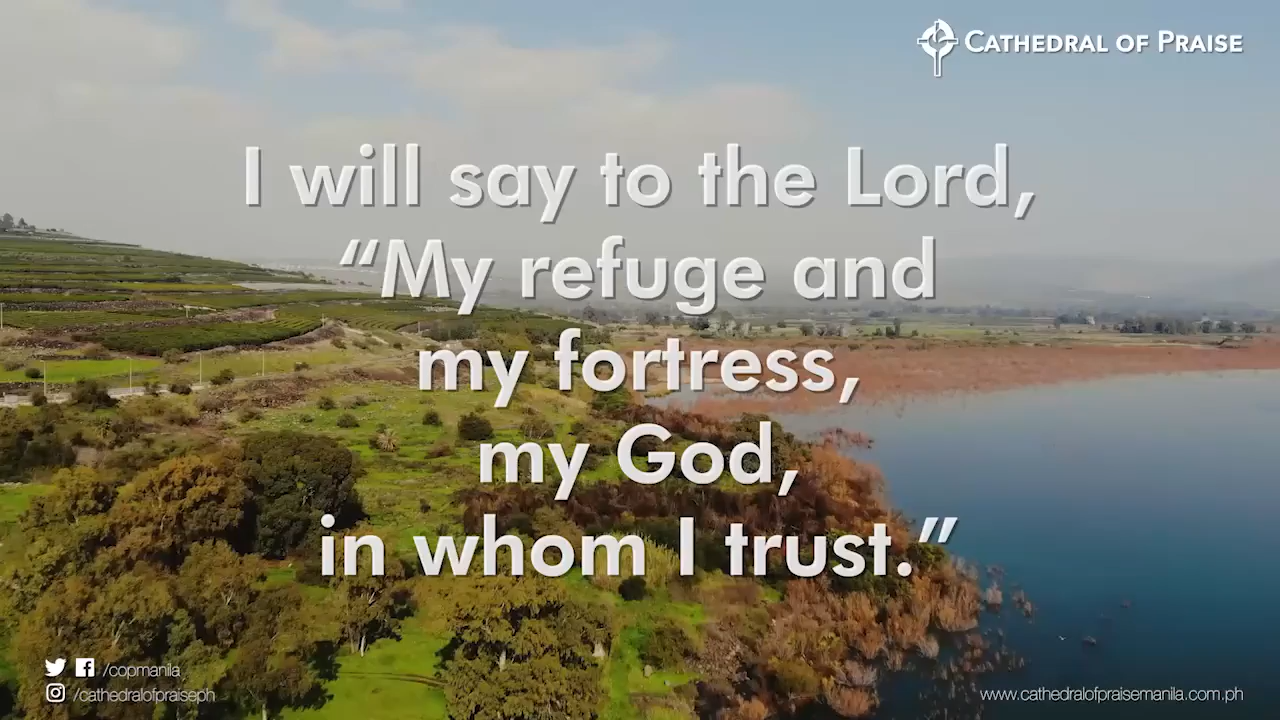 CATHEDRAL OF PRAISE
I will say to the Lord,
“My refuge and
my fortress,
my God,
in whom I trust.”
/copmanila
/cathedralofpraiseph
www.cathedralofpraisemanila.com.ph